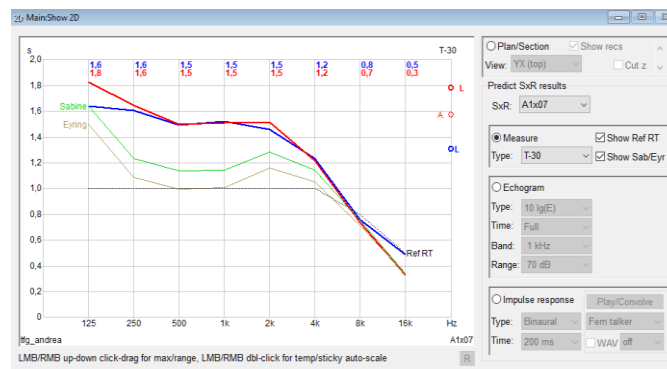 2D Main:Show 2D
s
T-30
1,6 1,6 1,5 1,5 1,5 1,2 0,8 0,5
1,8 1,6 1,5 1,5 1,5 1,2 0,7 0,3
2,0
1,8
1,6
1,4
1,2
1,0
0,8
0,6
0,4
0,2
0
L
A
L
Sabine
Eyring
Ref RT
125 250 500 1k 2k 4k 8k 16k Hz
tfg_andrea
A1x07
LMB/RMB up-down click-drag for max/range, LMB/RMB dbl-click for temp/sticky auto-scale
R
Plan/Section Show recs
View: YX (top) Cut z
Predict SxR results
SxR: A1x07
Measure Show Ref RT
Type: T-30 Show Sab/Eyr
Echogram
Type: 10 lg(E)
Time: Full
Band: 1 kHz
Range: 70 dB
Impulse response Play/Convolve
Type: Binaural Fem talker
Time: 200 ms WAV off